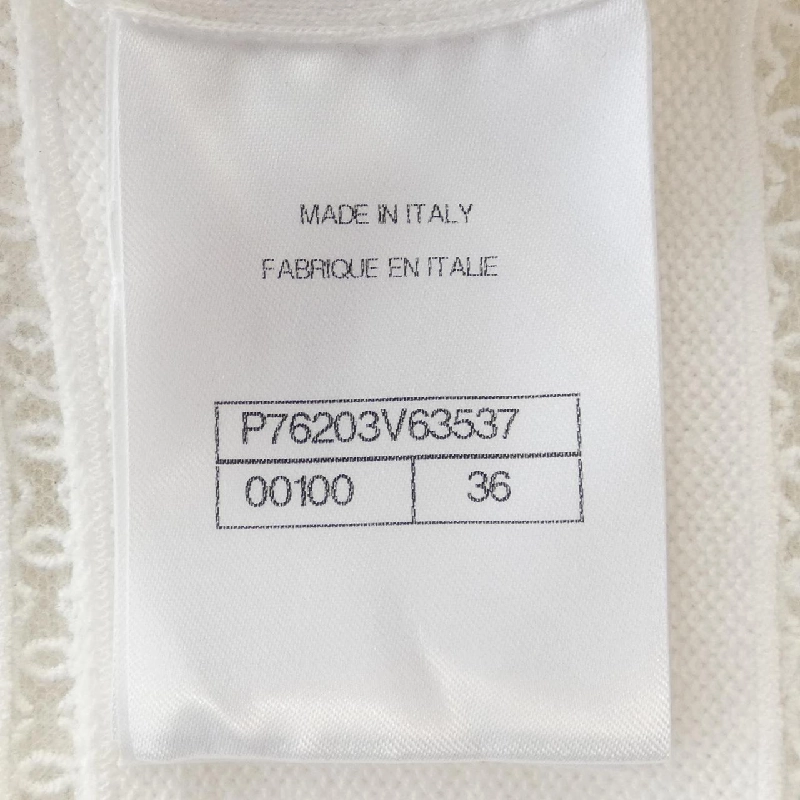 MADE IN ITALY
FABRIQUE EN ITALIE
P76203V63537
00100 36